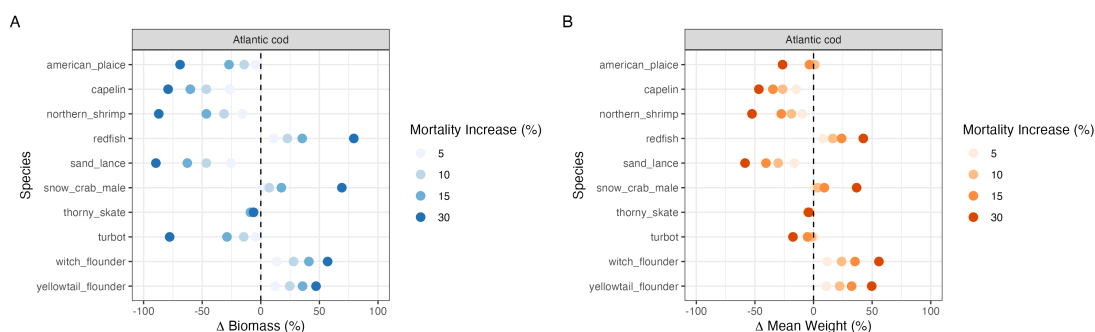 A
Atlantic cod
american_plaice
capelin
northern_shrimp
redfish
sand_lance
snow_crab_male
thorny_skate
turbot
witch_flounder
yellowtail_flounder
Species
-100 -50 0 50 100
Δ Biomass (%)
Mortality Increase (%)
5
10
15
30
B
Atlantic cod
american_plaice
capelin
northern_shrimp
redfish
sand_lance
snow_crab_male
thorny_skate
turbot
witch_flounder
yellowtail_flounder
Species
-100 -50 0 50 100
Δ Mean Weight (%)
Mortality Increase (%)
5
10
15
30